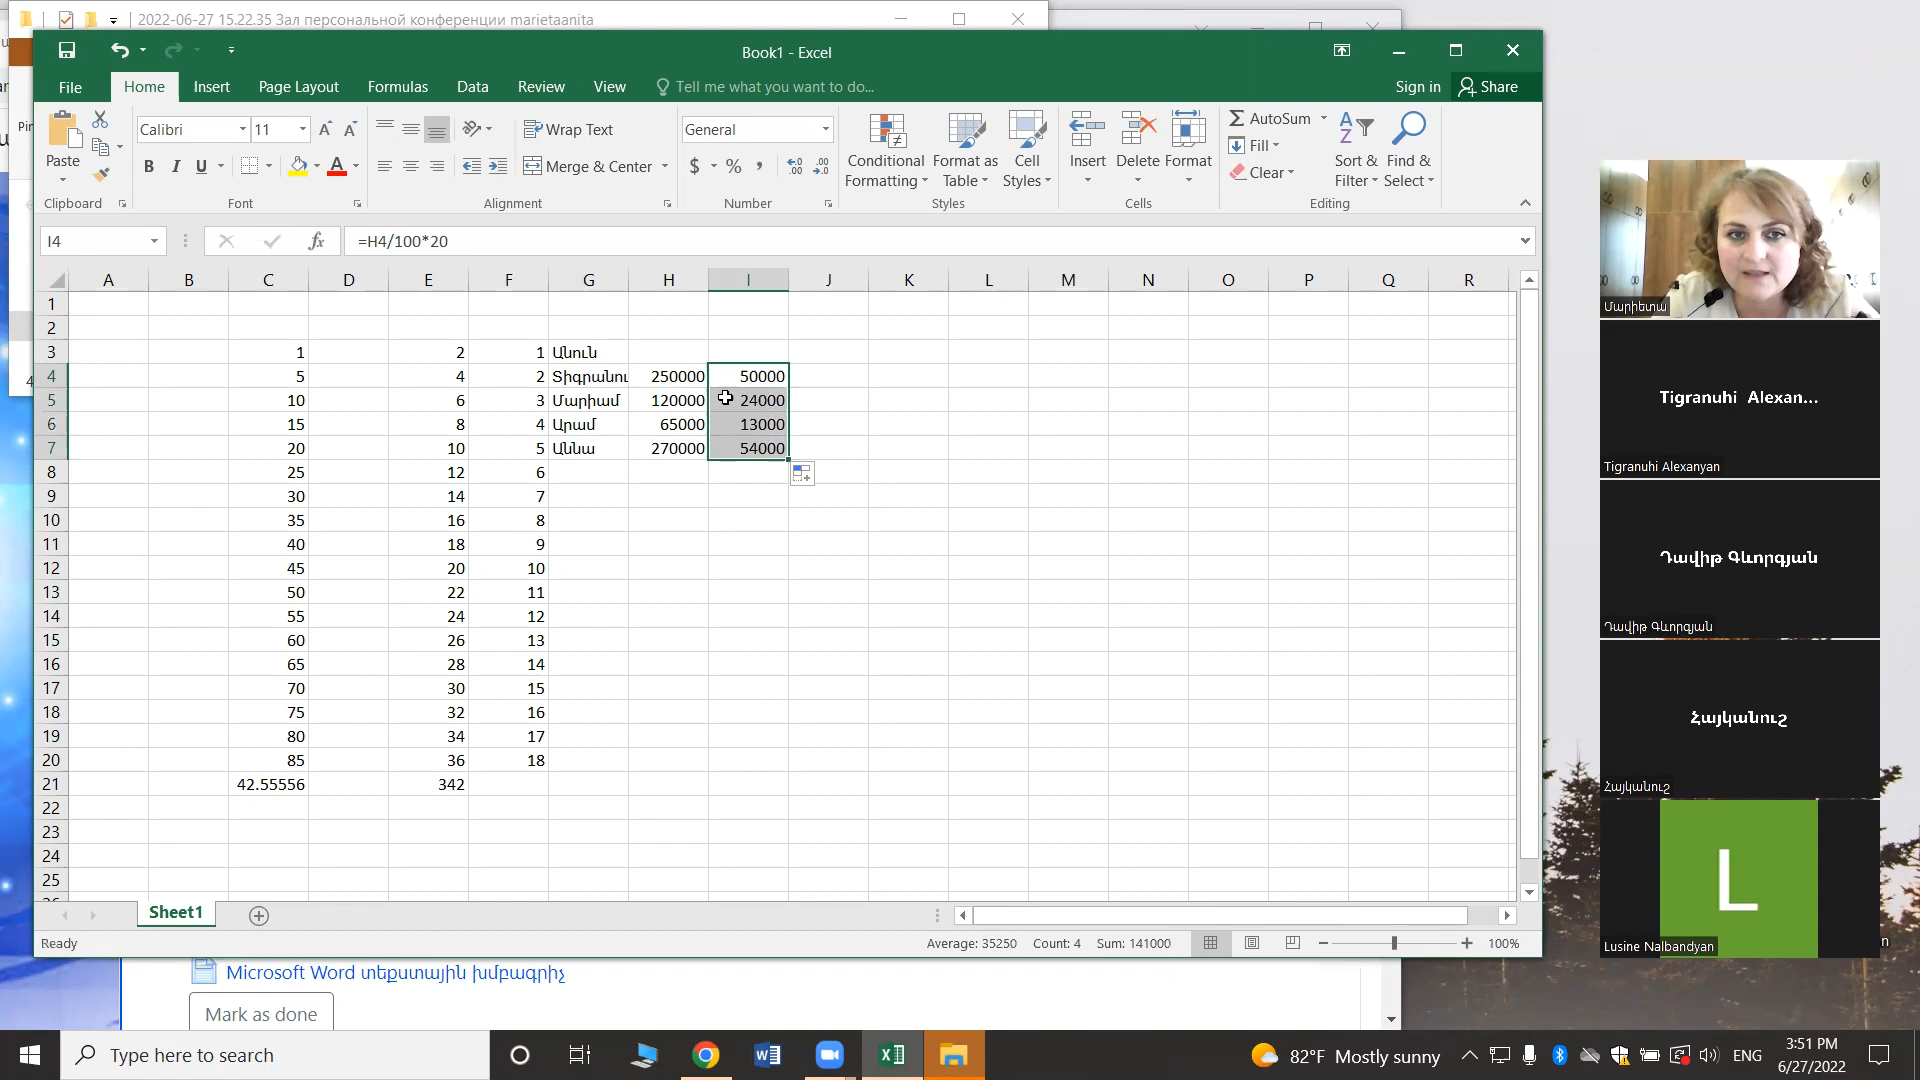 2022-06-27 15.22.35 Зал персональной конференции marietaanita
Book1 - Excel
File Home Insert Page Layout Formulas Data Review View Tell me what you want to do... Sign in Share
Calibri 11 Wrap Text General AutoSum
Fill
Paste B I U Merge & Center $ % , Conditional Formatting Format as Table Cell Styles Insert Delete Format Clear Sort & Filter Find & Select
Clipboard Font Alignment Number Styles Cells Editing
I4 fx =H4/100*20
A B C D E F G H I J K L M N O P Q R
1
2
3 1 2 1 Անուն
4 5 4 2 Տիգրանու 250000 50000
5 10 6 3 Մարիամ 120000 24000
6 15 8 4 Արամ 65000 13000
7 20 10 5 Աննա 270000 54000
8 25 12 6
9 30 14 7
10 35 16 8
11 40 18 9
12 45 20 10
13 50 22 11
14 55 24 12
15 60 26 13
16 65 28 14
17 70 30 15
18 75 32 16
19 80 34 17
20 85 36 18
21 42.55556 342
22
23
24
25
Sheet1
Ready Average: 35250 Count: 4 Sum: 141000 100%
Microsoft Word տեքստային խմբագրիչ
Mark as done
Մարիետա
Tigranuhi Alexan...
Tigranuhi Alexanyan
Դավիթ Գևորգյան
Դավիթ Գևորգյան
Հայկանուշ
Հայկանուշ
L
Lusine Nalbandyan
Type here to search
82°F Mostly sunny ENG 3:51 PM
6/27/2022